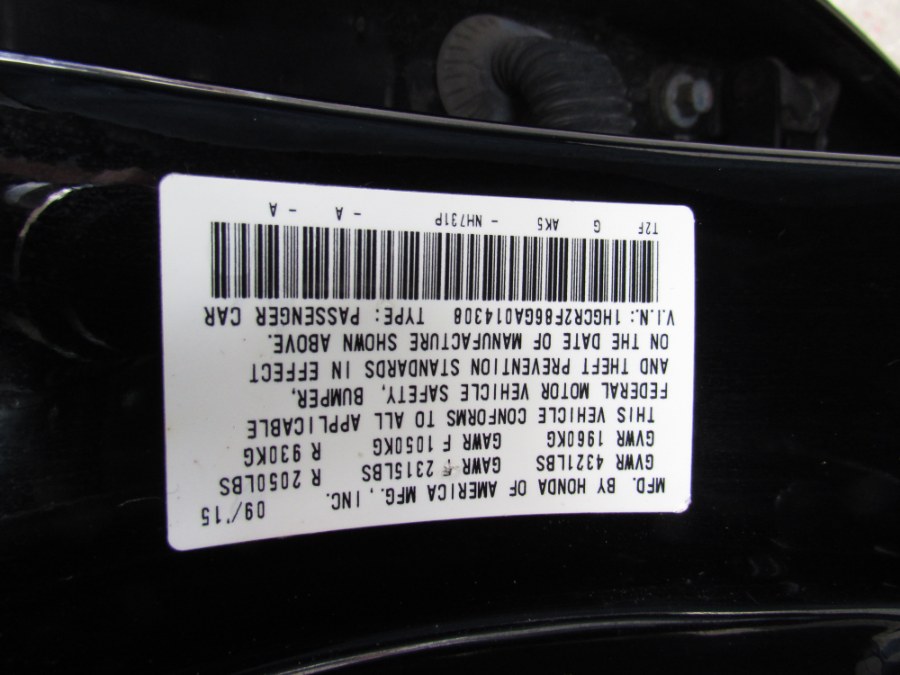 MFD. BY HONDA OF AMERICA MFG., INC. 09/'15
GVWR 4321LBS GAWR F 2315LBS R 2050LBS
GVWR 1960KG GAWR F 1050KG R 930KG
THIS VEHICLE CONFORMS TO ALL APPLICABLE
FEDERAL MOTOR VEHICLE SAFETY, BUMPER,
AND THEFT PREVENTION STANDARDS IN EFFECT
ON THE DATE OF MANUFACTURE SHOWN ABOVE.
V.I.N.: 1HGCR2F86GA014308 TYPE: PASSENGER CAR
T2F G AK5 - NH731P - A - A